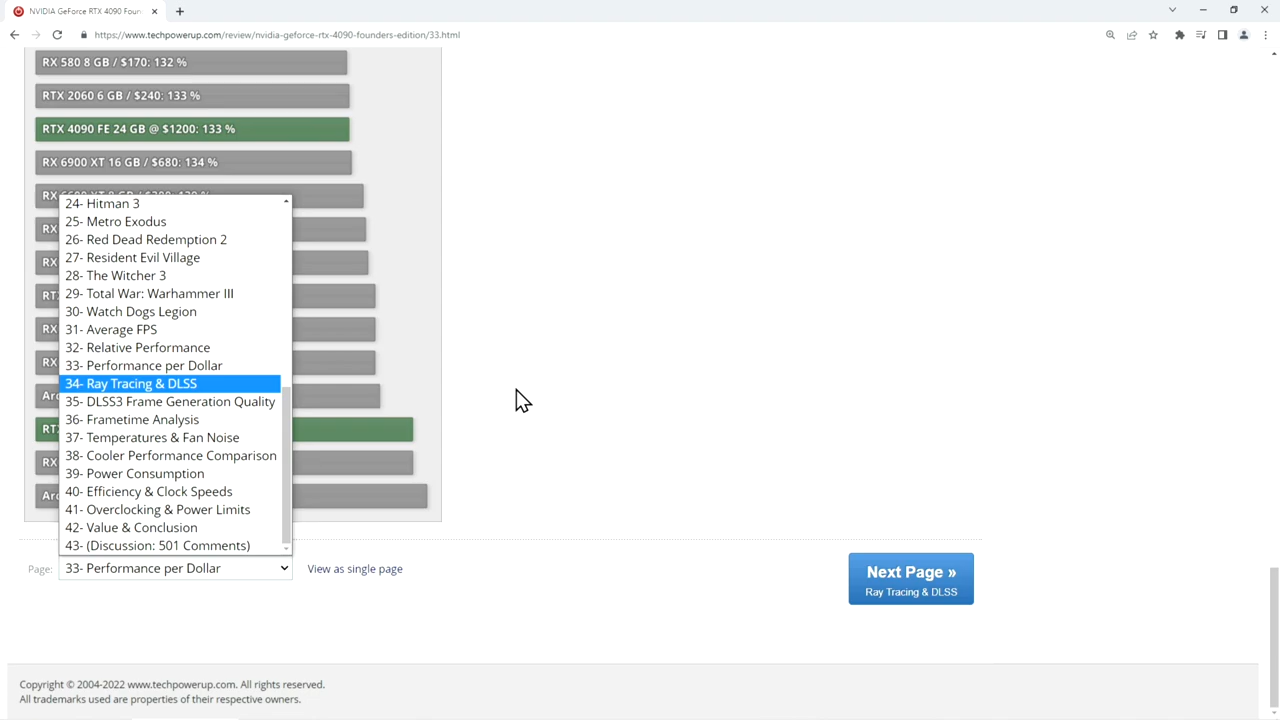 NVIDIA GeForce RTX 4090 Foun
https://www.techpowerup.com/review/nvidia-geforce-rtx-4090-founders-edition/33.html
RX 580 8 GB / $170: 132 %
RTX 2060 6 GB / $240: 133 %
RTX 4090 FE 24 GB @ $1200: 133 %
RX 6900 XT 16 GB / $680: 134 %
24- Hitman 3
25- Metro Exodus
26- Red Dead Redemption 2
27- Resident Evil Village
28- The Witcher 3
29- Total War: Warhammer III
30- Watch Dogs Legion
31- Average FPS
32- Relative Performance
33- Performance per Dollar
34- Ray Tracing & DLSS
35- DLSS3 Frame Generation Quality
36- Frametime Analysis
37- Temperatures & Fan Noise
38- Cooler Performance Comparison
39- Power Consumption
40- Efficiency & Clock Speeds
41- Overclocking & Power Limits
42- Value & Conclusion
43- (Discussion: 501 Comments)
Page: 33- Performance per Dollar View as single page
Next Page »
Ray Tracing & DLSS
Copyright © 2004-2022 www.techpowerup.com. All rights reserved.
All trademarks used are properties of their respective owners.